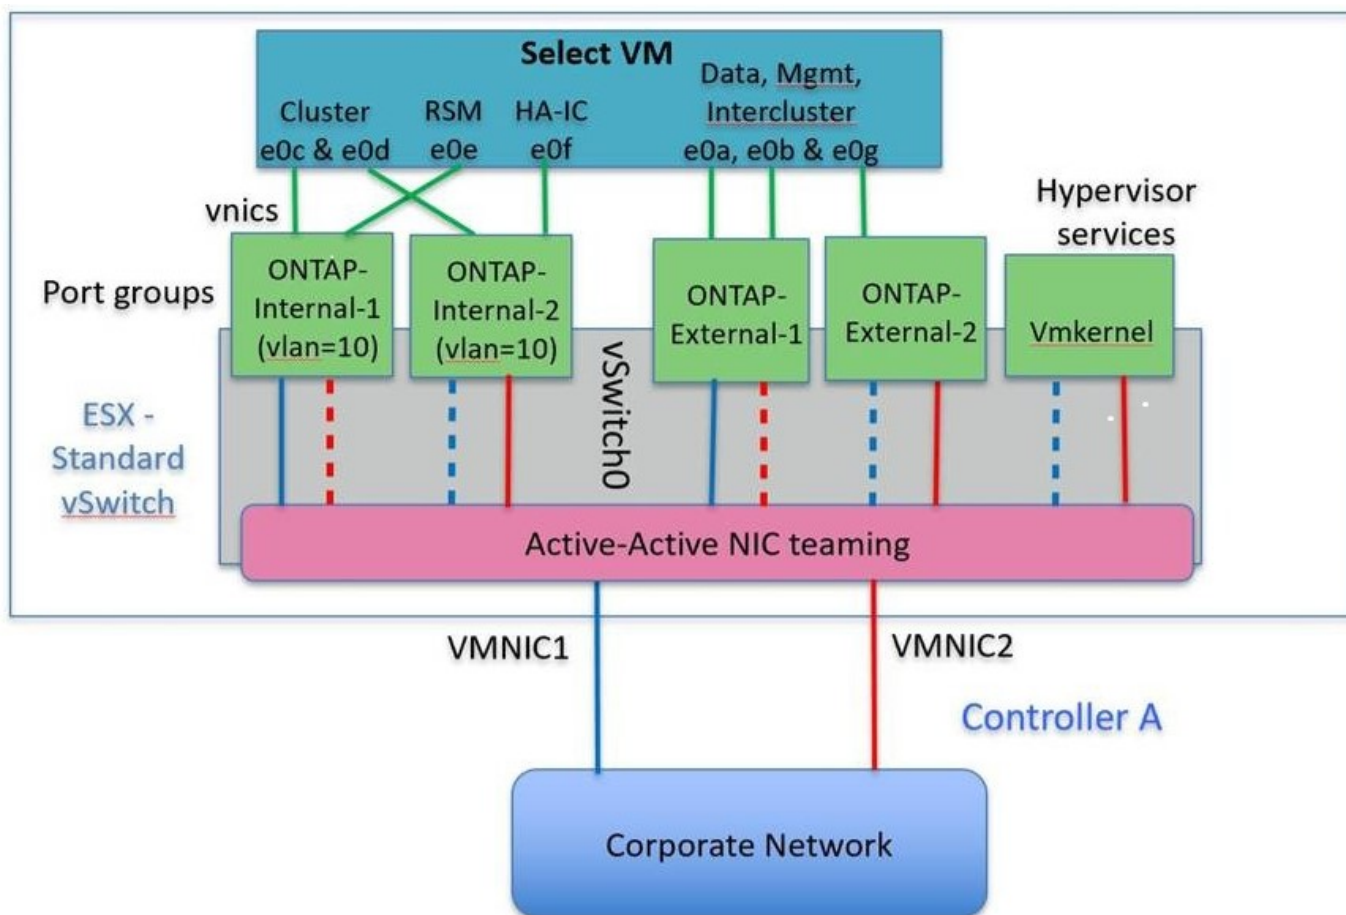 Select VM
Cluster
e0c & e0d
RSM
e0e
HA-IC
e0f
Data, Mgmt,
Intercluster
e0a, e0b & e0g
vnics
Hypervisor
services
Port groups
ONTAP-
Internal-1
(vlan=10)
ONTAP-
Internal-2
(vlan=10)
ONTAP-
External-1
ONTAP-
External-2
Vmkernel
vSwitch0
ESX -
Standard
vSwitch
Active-Active NIC teaming
VMNIC1
VMNIC2
Controller A
Corporate Network